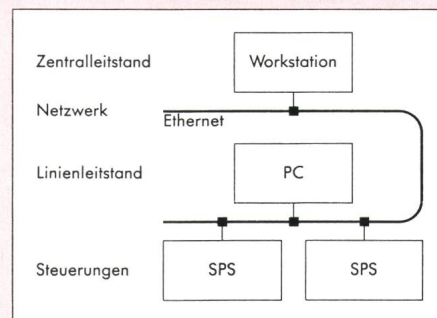 Zentralleitstand
Workstation
Netzwerk
Ethernet
Linienleitstand
PC
Steuerungen
SPS
SPS